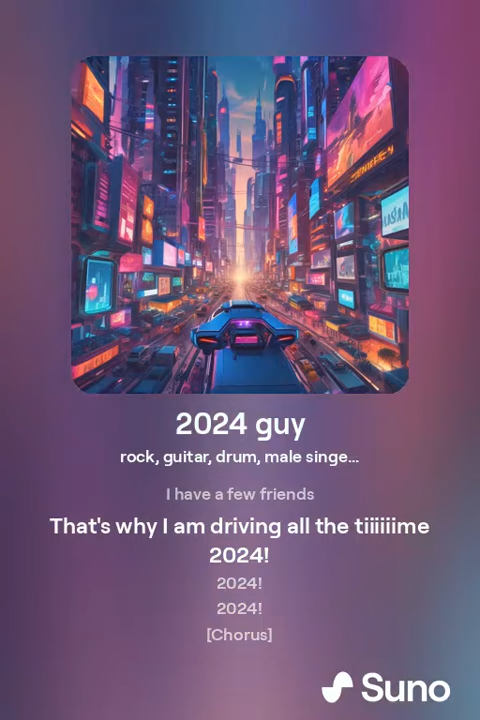 2024 guy
rock, guitar, drum, male singe...
I have a few friends
That's why I am driving all the tiiiiiime
2024!
2024!
2024!
[Chorus]
Suno